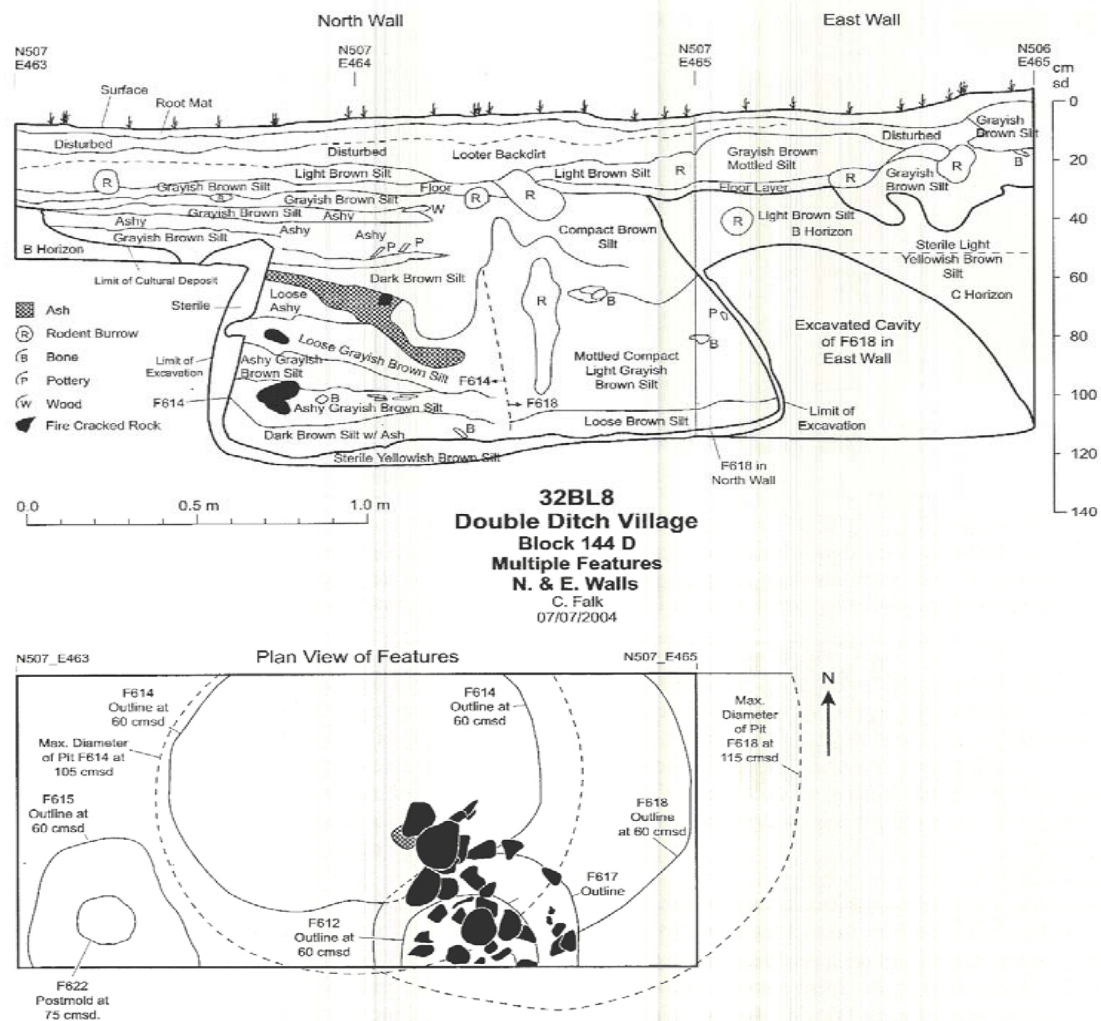 North Wall
East Wall
N507
E463
N507
E464
N507
E465
N506
E465
cm
sd
Surface
Root Mat
0
20
40
60
80
100
120
140
Disturbed
Disturbed
Looter Backdirt
Grayish Brown
Mottled Silt
Disturbed
Grayish
Brown Silt
B
R
Light Brown Silt
Light Brown Silt
R
R
R
Grayish
Brown Silt
R
Grayish Brown Silt
Floor
R
R
Floor Layer
B
Grayish Brown Silt
W
Grayish Brown Silt
Ashy
Ashy
R
Light Brown Silt
B Horizon
Grayish Brown Silt
Ashy
Ashy
P
P
Compact Brown
Silt
B Horizon
Sterile Light
Yellowish Brown
Silt
Limit of Cultural Deposit
Dark Brown Silt
C Horizon
Sterile
Loose
Ashy
R
B
P
B
Excavated Cavity
of F618 in
East Wall
Ash
R Rodent Burrow
B Bone
P Pottery
W Wood
Fire Cracked Rock
Limit of
Excavation
F614
Loose Grayish Brown Silt
Ashy Grayish
Brown Silt
F614
F618
Mottled Compact
Light Grayish
Brown Silt
B
Ashy Grayish Brown Silt
Loose Brown Silt
Limit of
Excavation
Dark Brown Silt w/ Ash
B
Sterile Yellowish Brown Silt
F618 in
North Wall
0.0
0.5 m
1.0 m
32BL8
Double Ditch Village
Block 144 D
Multiple Features
N. & E. Walls
C. Falk
07/07/2004
N507_E463
Plan View of Features
N507_E465
N
F614
Outline at
60 cmsd
F614
Outline at
60 cmsd
Max.
Diameter
of Pit
F618 at
115 cmsd
Max. Diameter
of Pit F614 at
105 cmsd
F615
Outline at
60 cmsd
F618
Outline
at 60 cmsd
F617
Outline
F612
Outline at
60 cmsd
F622
Postmold at
75 cmsd.